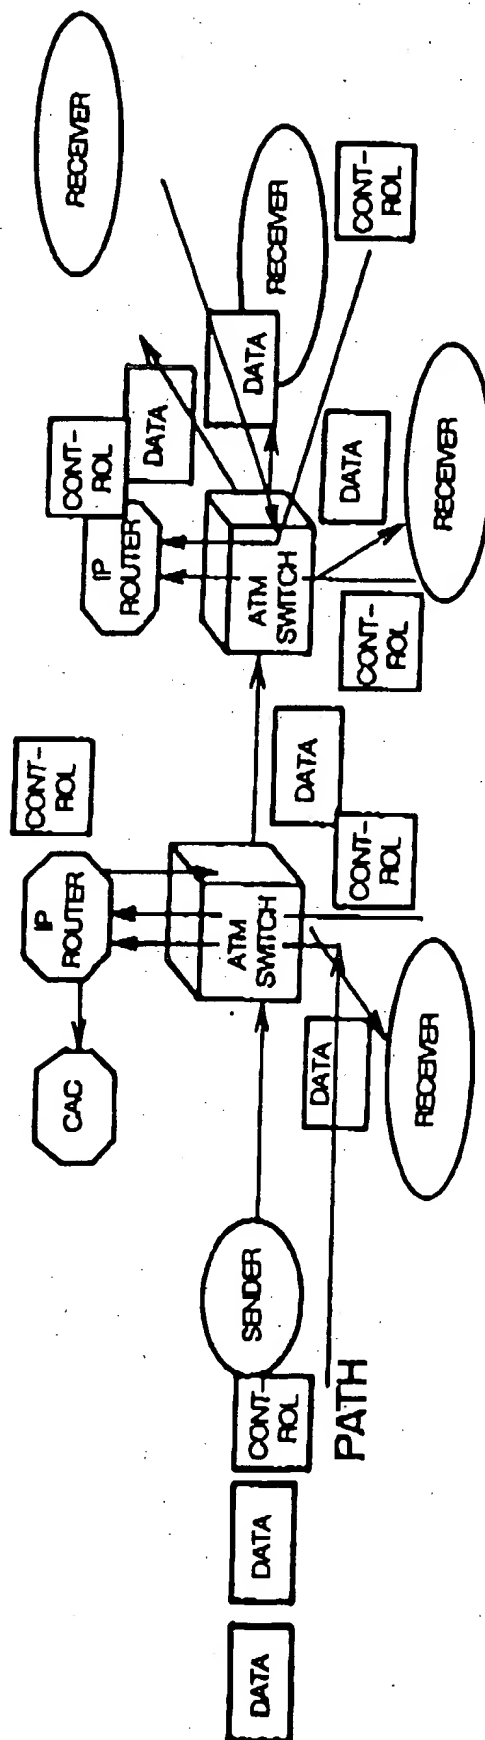 RECEIVER
CONT-
ROL
IP
ROUTER
CAC
CONT-
ROL
IP
ROUTER
DATA
DATA
DATA
CONT-
ROL
SENDER
ATM
SWITCH
ATM
SWITCH
DATA
RECEIVER
DATA
DATA
DATA
CONT-
ROL
PATH
CONT-
ROL
CONT-
ROL
RECEIVER
RECEIVER